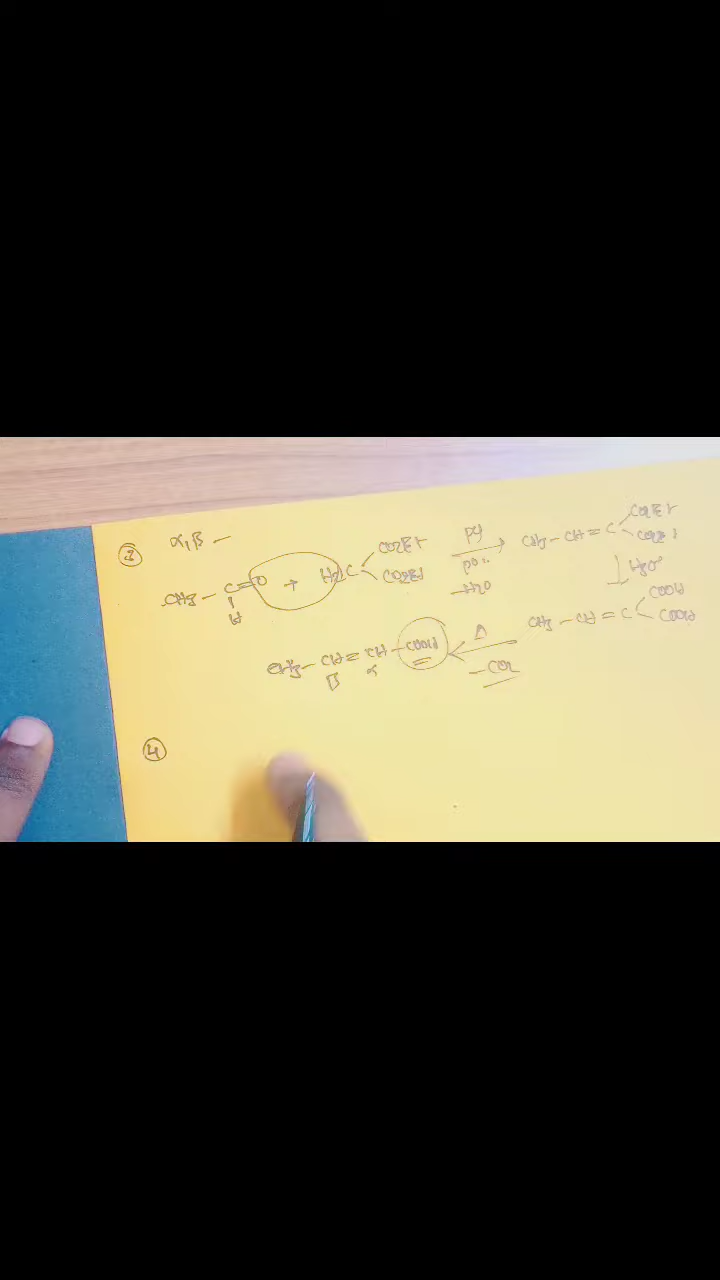 ③ α,β –
CH3 – C = O + H2C CO2Et CO2Et py → – H2O CH3 – CH = C CO2Et CO2Et
H
H3O⁺
CH3 – CH = CH – COOH Δ – CO2 CH3 – CH = C COOH COOH
β α
④